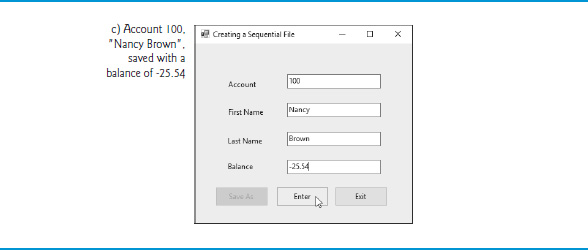 c) Account 100,
"Nancy Brown",
saved with a
balance of -25.54
Creating a Sequential File
Account 100
First Name Nancy
Last Name Brown
Balance -25.54
Save As Enter Exit